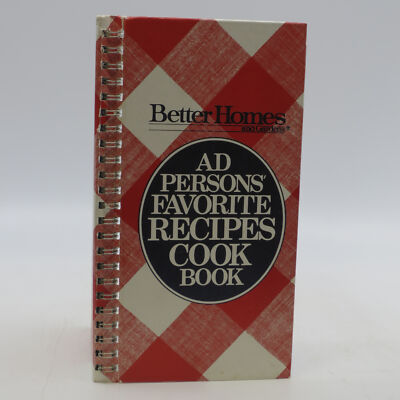 Better Homes
and Gardens®
AD
PERSONS'
FAVORITE
RECIPES
COOK
BOOK